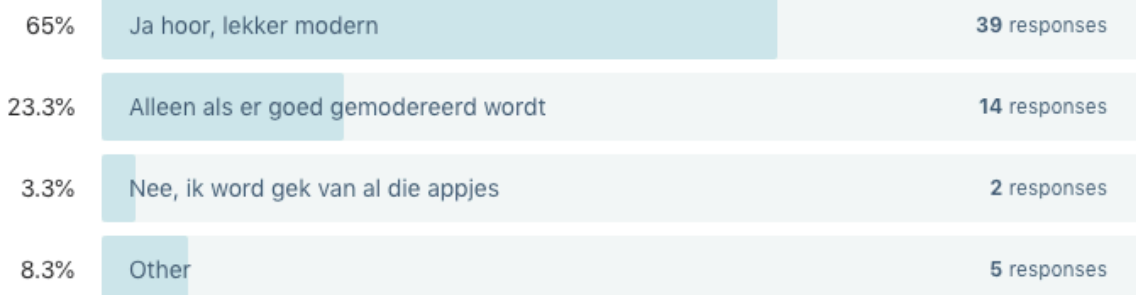 65% Ja hoor, lekker modern 39 responses
23.3% Alleen als er goed gemodereerd wordt 14 responses
3.3% Nee, ik word gek van al die appjes 2 responses
8.3% Other 5 responses